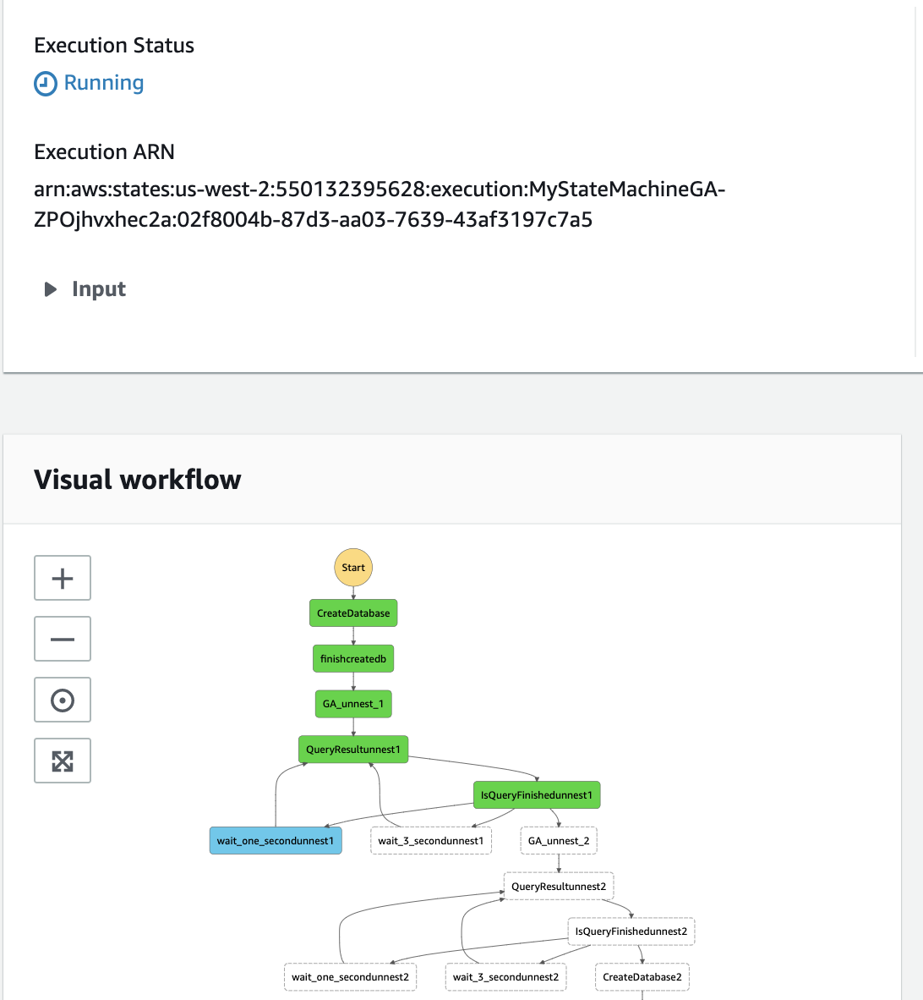 Execution Status
Running
Execution ARN
arn:aws:states:us-west-2:550132395628:execution:MyStateMachineGA-
ZPOjhvxhec2a:02f8004b-87d3-aa03-7639-43af3197c7a5
Input
Visual workflow
Start
CreateDatabase
finishcreatedb
GA_unnest_1
QueryResultunnest1
IsQueryFinishedunnest1
wait_one_secondunnest1
wait_3_secondunnest1
GA_unnest_2
QueryResultunnest2
IsQueryFinishedunnest2
wait_one_secondunnest2
wait_3_secondunnest2
CreateDatabase2